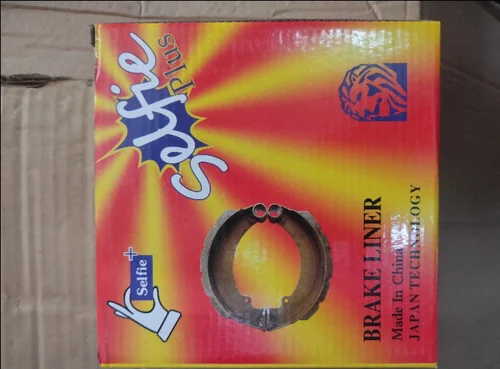 Selfie
Plus
Selfie+
BRAKE LINER
Made In China
JAPAN TECHNOLOGY